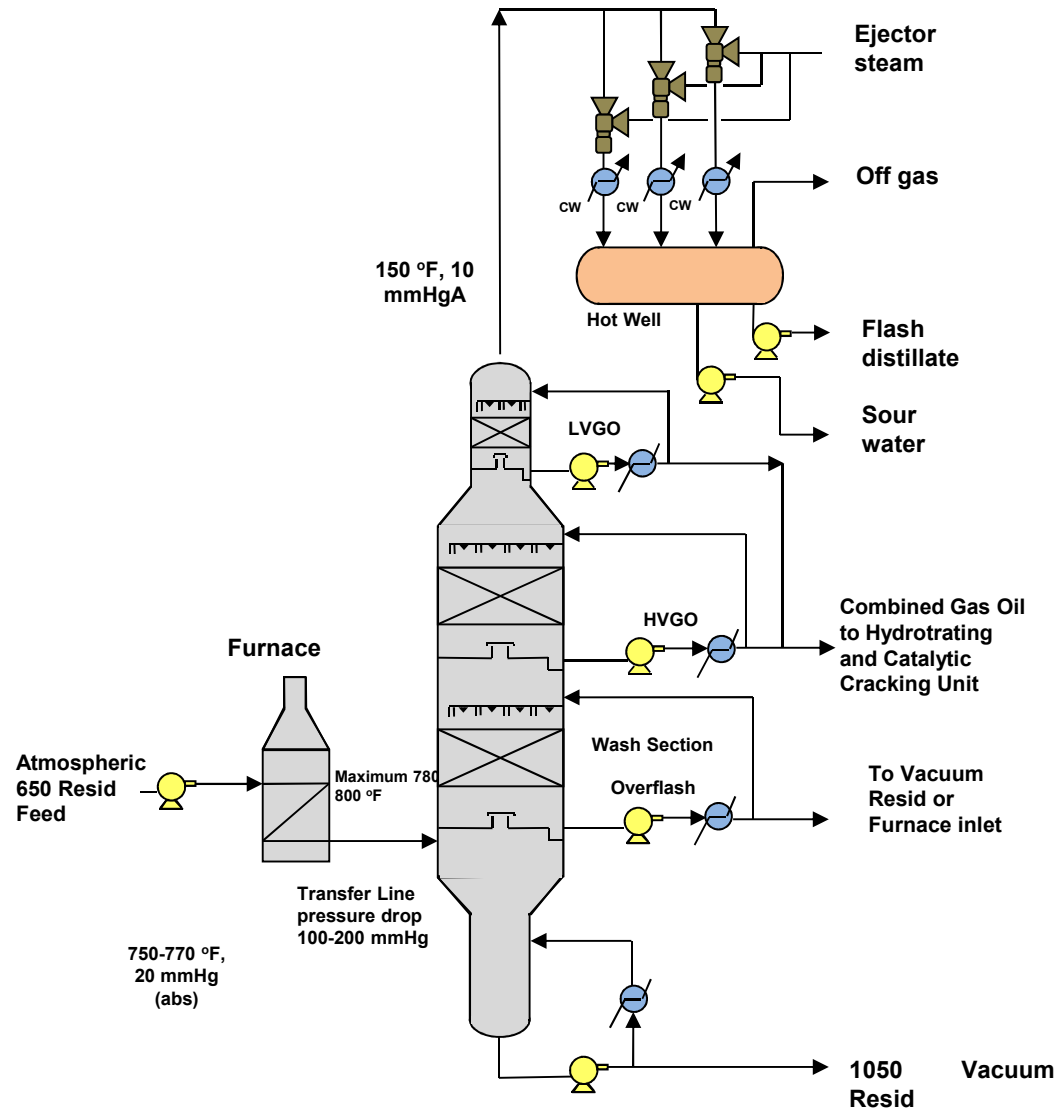 Ejector
steam
Off gas
CW
CW
CW
150 ºF, 10
mmHgA
Hot Well
Flash
distillate
Sour
water
LVGO
HVGO
Combined Gas Oil
to Hydrotrating
and Catalytic
Cracking Unit
Furnace
Wash Section
Atmospheric
650 Resid
Feed
Maximum 780
800 ºF
Overflash
To Vacuum
Resid or
Furnace inlet
Transfer Line
pressure drop
100-200 mmHg
750-770 ºF,
20 mmHg
(abs)
1050 Vacuum
Resid